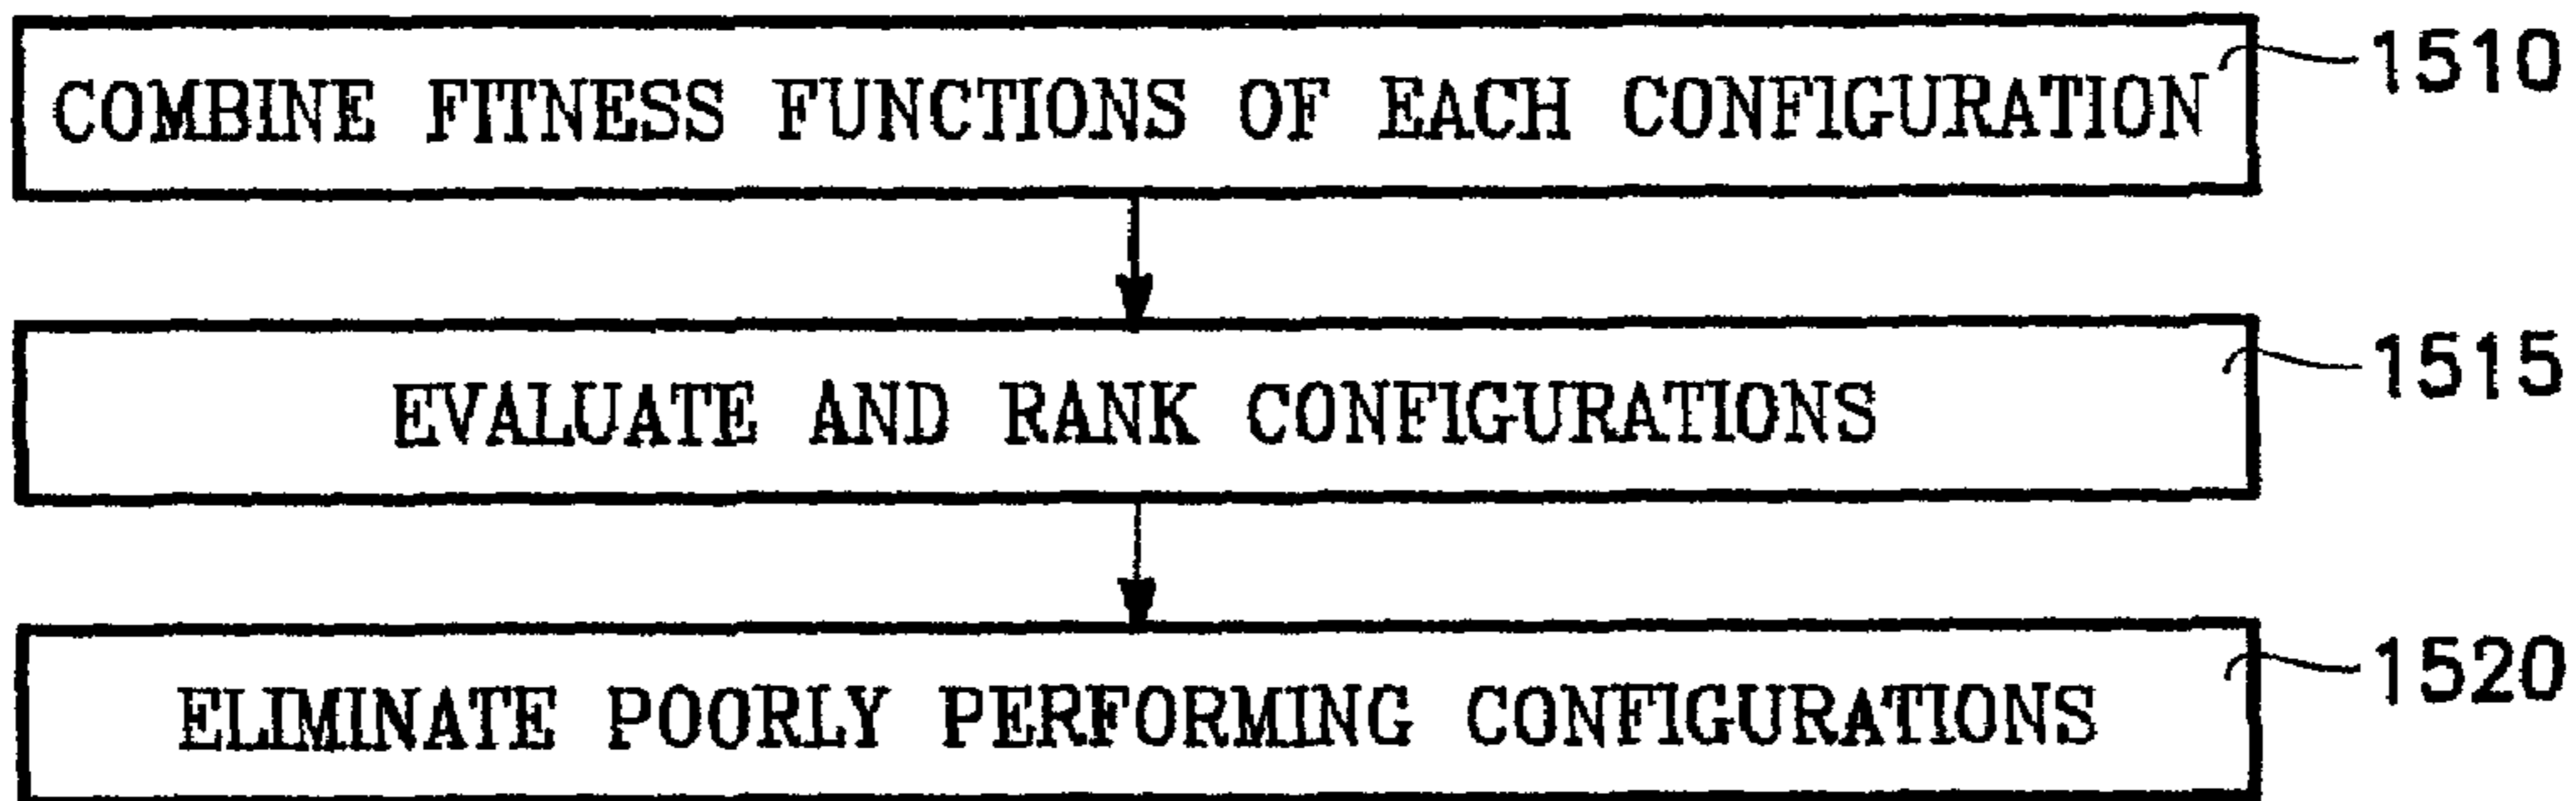 COMBINE FITNESS FUNCTIONS OF EACH CONFIGURATION
1510
EVALUATE AND RANK CONFIGURATIONS
1515
ELIMINATE POORLY PERFORMING CONFIGURATIONS
1520